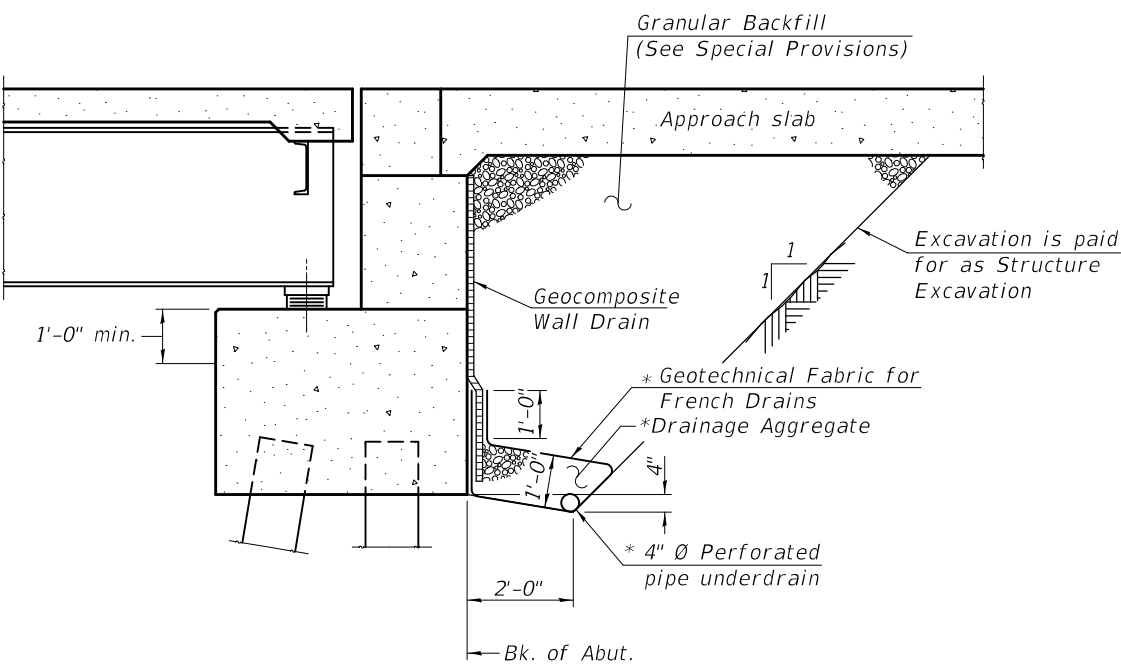 Granular Backfill
(See Special Provisions)
Approach slab
1
1
Excavation is paid
for as Structure
Excavation
Geocomposite
Wall Drain
1'-0" min.
* Geotechnical Fabric for
French Drains
1'-0"
*Drainage Aggregate
1'-0"
4"
* 4" Ø Perforated
pipe underdrain
2'-0"
Bk. of Abut.